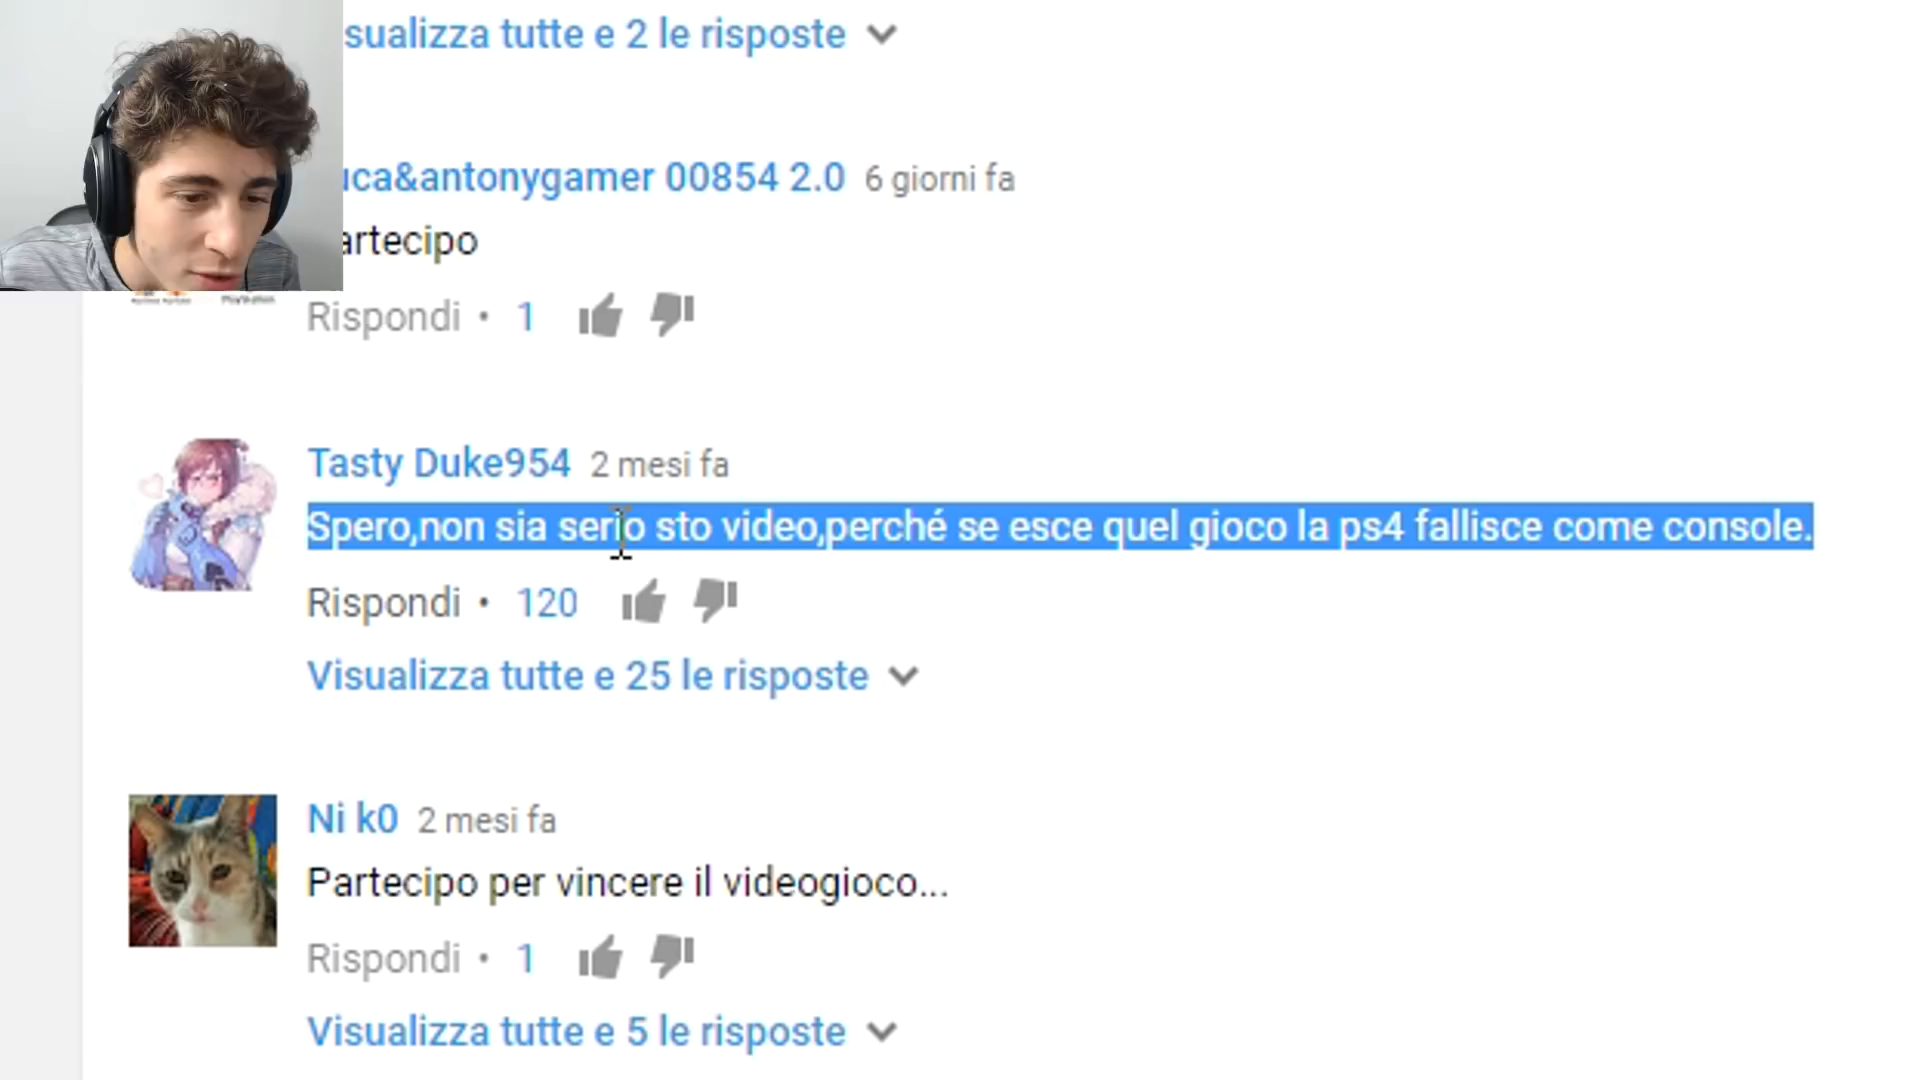 sualizza tutte e 2 le risposte
uca&antonygamer 00854 2.0 6 giorni fa
artecipo
Rispondi • 1
Tasty Duke954 2 mesi fa
Spero,non sia serio sto video,perché se esce quel gioco la ps4 fallisce come console.
Rispondi • 120
Visualizza tutte e 25 le risposte
Ni k0 2 mesi fa
Partecipo per vincere il videogioco...
Rispondi • 1
Visualizza tutte e 5 le risposte